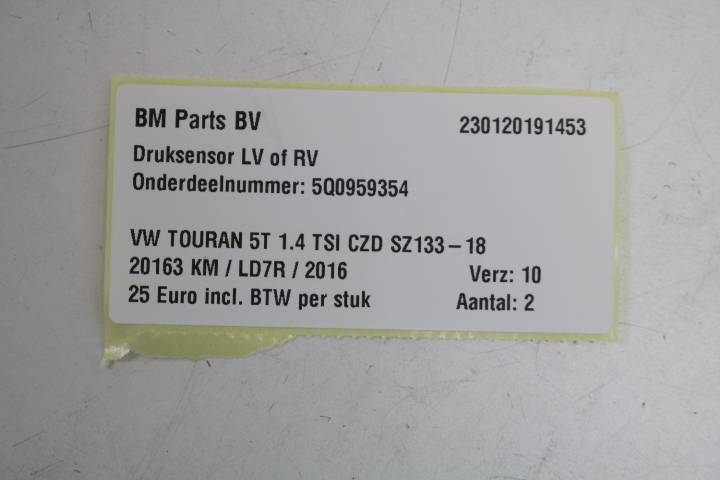 BM Parts BV 230120191453
Druksensor LV of RV
Onderdeelnummer: 5Q0959354
VW TOURAN 5T 1.4 TSI CZD SZ133-18
20163 KM / LD7R / 2016 Verz: 10
25 Euro incl. BTW per stuk Aantal: 2